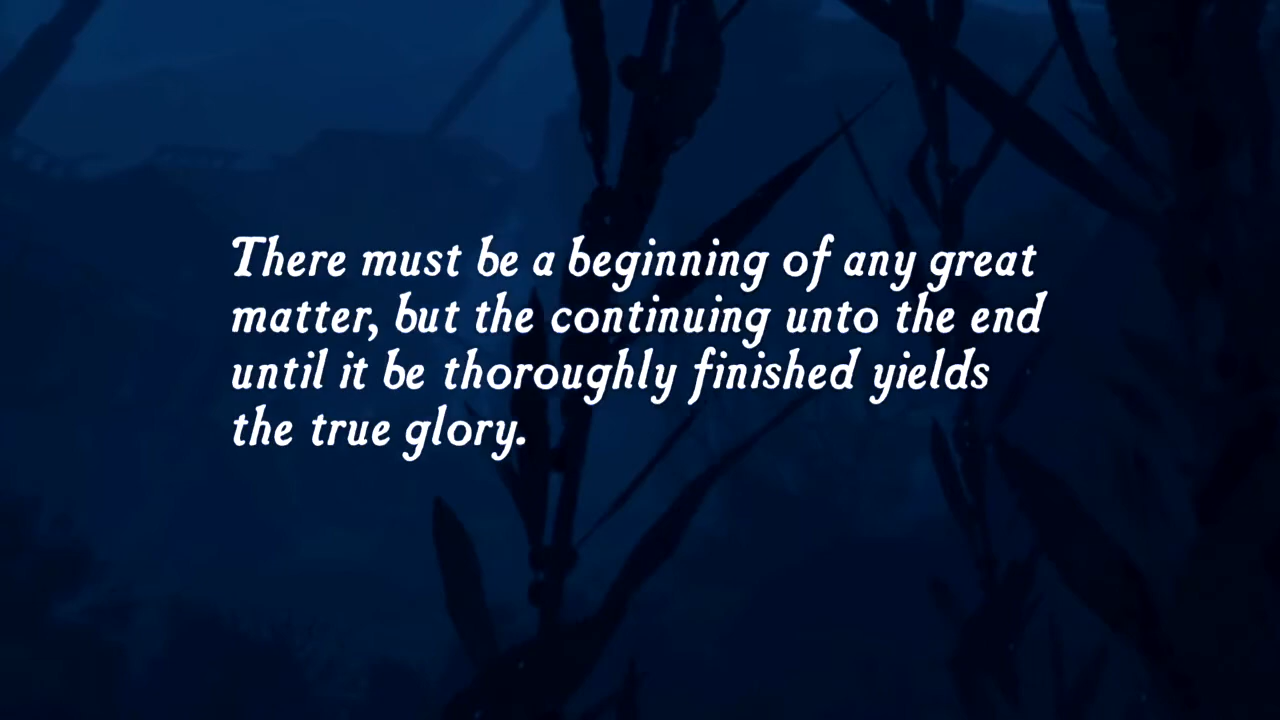 There must be a beginning of any great
matter, but the continuing unto the end
until it be thoroughly finished yields
the true glory.